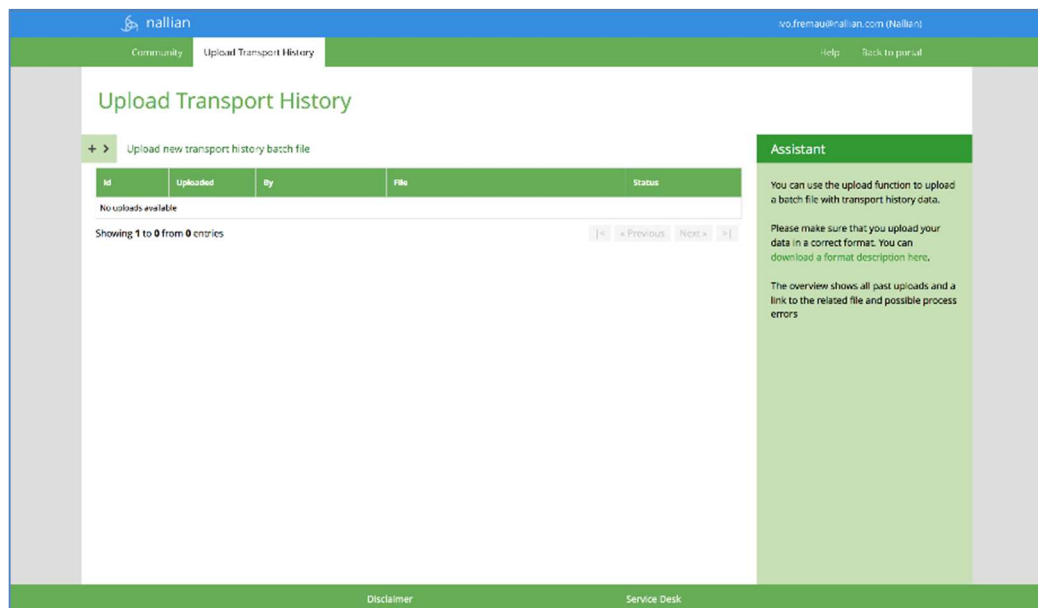 nallian
ivo.fremau@nallian.com (Nallian)
Community Upload Transport History Help Back to portal
Upload Transport History
+ > Upload new transport history batch file
Id Uploaded By File Status
No uploads available
Showing 1 to 0 from 0 entries
|< « Previous Next » >|
Assistant
You can use the upload function to upload
a batch file with transport history data.
Please make sure that you upload your
data in a correct format. You can
download a format description here.
The overview shows all past uploads and a
link to the related file and possible process
errors
Disclaimer Service Desk